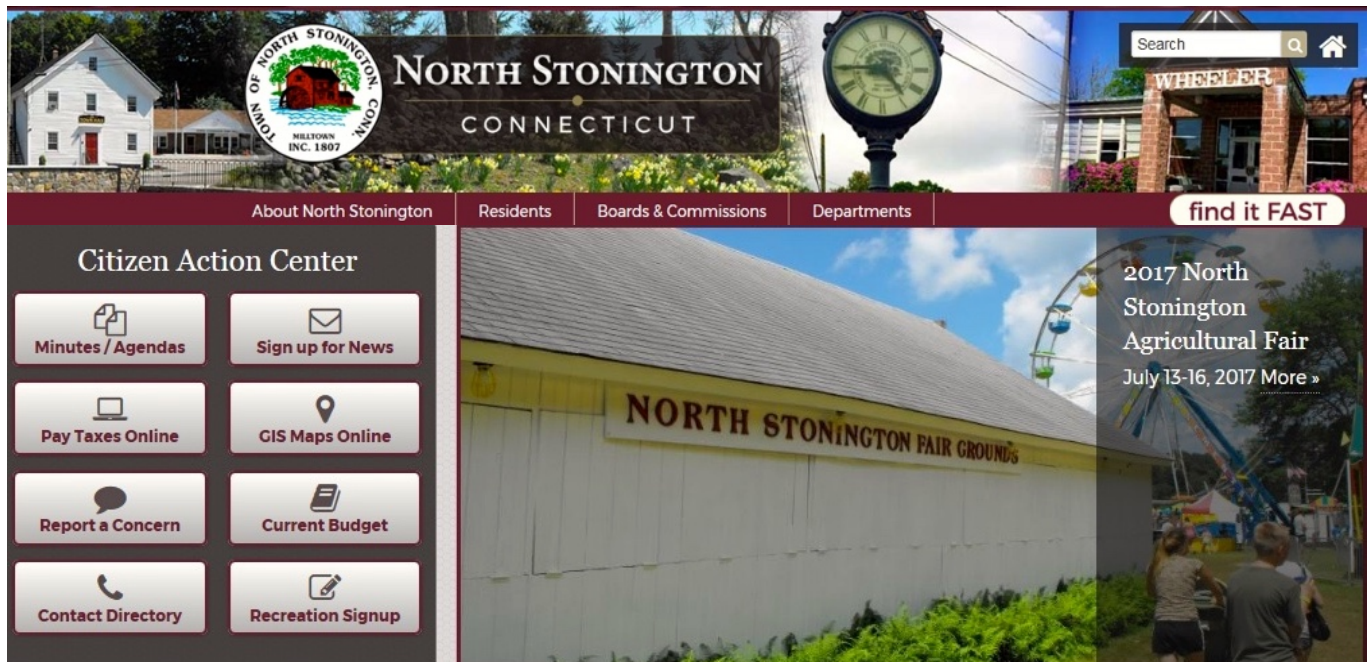 TOWN OF NORTH STONINGTON, CONN.
MILLTOWN
INC. 1807
NORTH STONINGTON
CONNECTICUT
WHEELER
Search
About North Stonington
Residents
Boards & Commissions
Departments
find it FAST
Citizen Action Center
Minutes / Agendas
Sign up for News
Pay Taxes Online
GIS Maps Online
Report a Concern
Current Budget
Contact Directory
Recreation Signup
NORTH STONINGTON FAIR GROUNDS
2017 North
Stonington
Agricultural Fair
July 13-16, 2017 More »